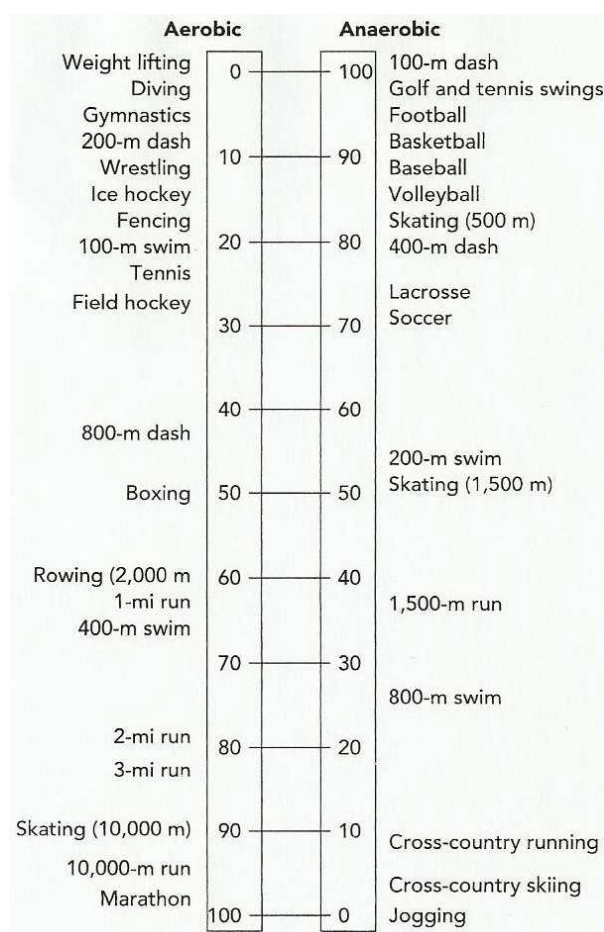 Aerobic Anaerobic
Weight lifting 0 100 100-m dash
Diving Golf and tennis swings
Gymnastics Football
200-m dash 10 90 Basketball
Wrestling Baseball
Ice hockey Volleyball
Fencing Skating (500 m)
100-m swim 20 80 400-m dash
Tennis
Field hockey Lacrosse
30 70 Soccer
40 60
800-m dash
200-m swim
Boxing 50 50 Skating (1,500 m)
Rowing (2,000 m 60 40
1-mi run 1,500-m run
400-m swim
70 30
800-m swim
2-mi run 80 20
3-mi run
Skating (10,000 m) 90 10
Cross-country running
10,000-m run
Cross-country skiing
Marathon
100 0 Jogging